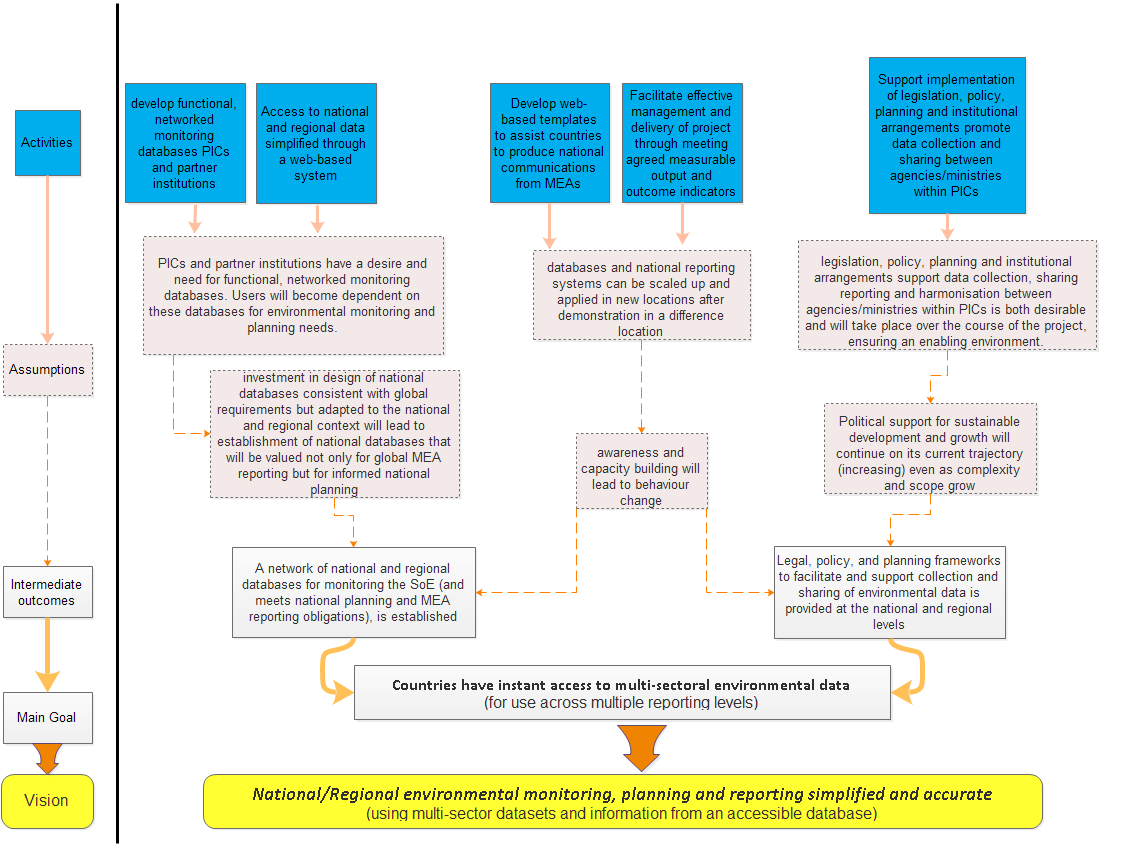 Activities
Assumptions
Intermediate
outcomes
Main Goal
Vision
develop functional,
networked
monitoring
databases PICs
and partner
institutions
Access to national
and regional data
simplified through
a web-based
system
Develop web-
based templates
to assist countries
to produce national
communications
from MEAs
Facilitate effective
management and
delivery of project
through meeting
agreed measurable
output and
outcome indicators
Support implementation
of legislation, policy,
planning and institutional
arrangements promote
data collection and
sharing between
agencies/ministries
within PICs
PICs and partner institutions have a desire and
need for functional, networked monitoring
databases. Users will become dependent on
these databases for environmental monitoring and
planning needs.
databases and national reporting
systems can be scaled up and
applied in new locations after
demonstration in a difference
location
legislation, policy, planning and institutional
arrangements support data collection, sharing
reporting and harmonisation between
agencies/ministries within PICs is both desirable
and will take place over the course of the project,
ensuring an enabling environment.
investment in design of national
databases consistent with global
requirements but adapted to the national
and regional context will lead to
establishment of national databases that
will be valued not only for global MEA
reporting but for informed national
planning
awareness and
capacity building will
lead to behaviour
change
Political support for sustainable
development and growth will
continue on its current trajectory
(increasing) even as complexity
and scope grow
A network of national and regional
databases for monitoring the SoE (and
meets national planning and MEA
reporting obligations), is established
Legal, policy, and planning frameworks
to facilitate and support collection and
sharing of environmental data is
provided at the national and regional
levels
Countries have instant access to multi-sectoral environmental data
(for use across multiple reporting levels)
National/Regional environmental monitoring, planning and reporting simplified and accurate
(using multi-sector datasets and information from an accessible database)